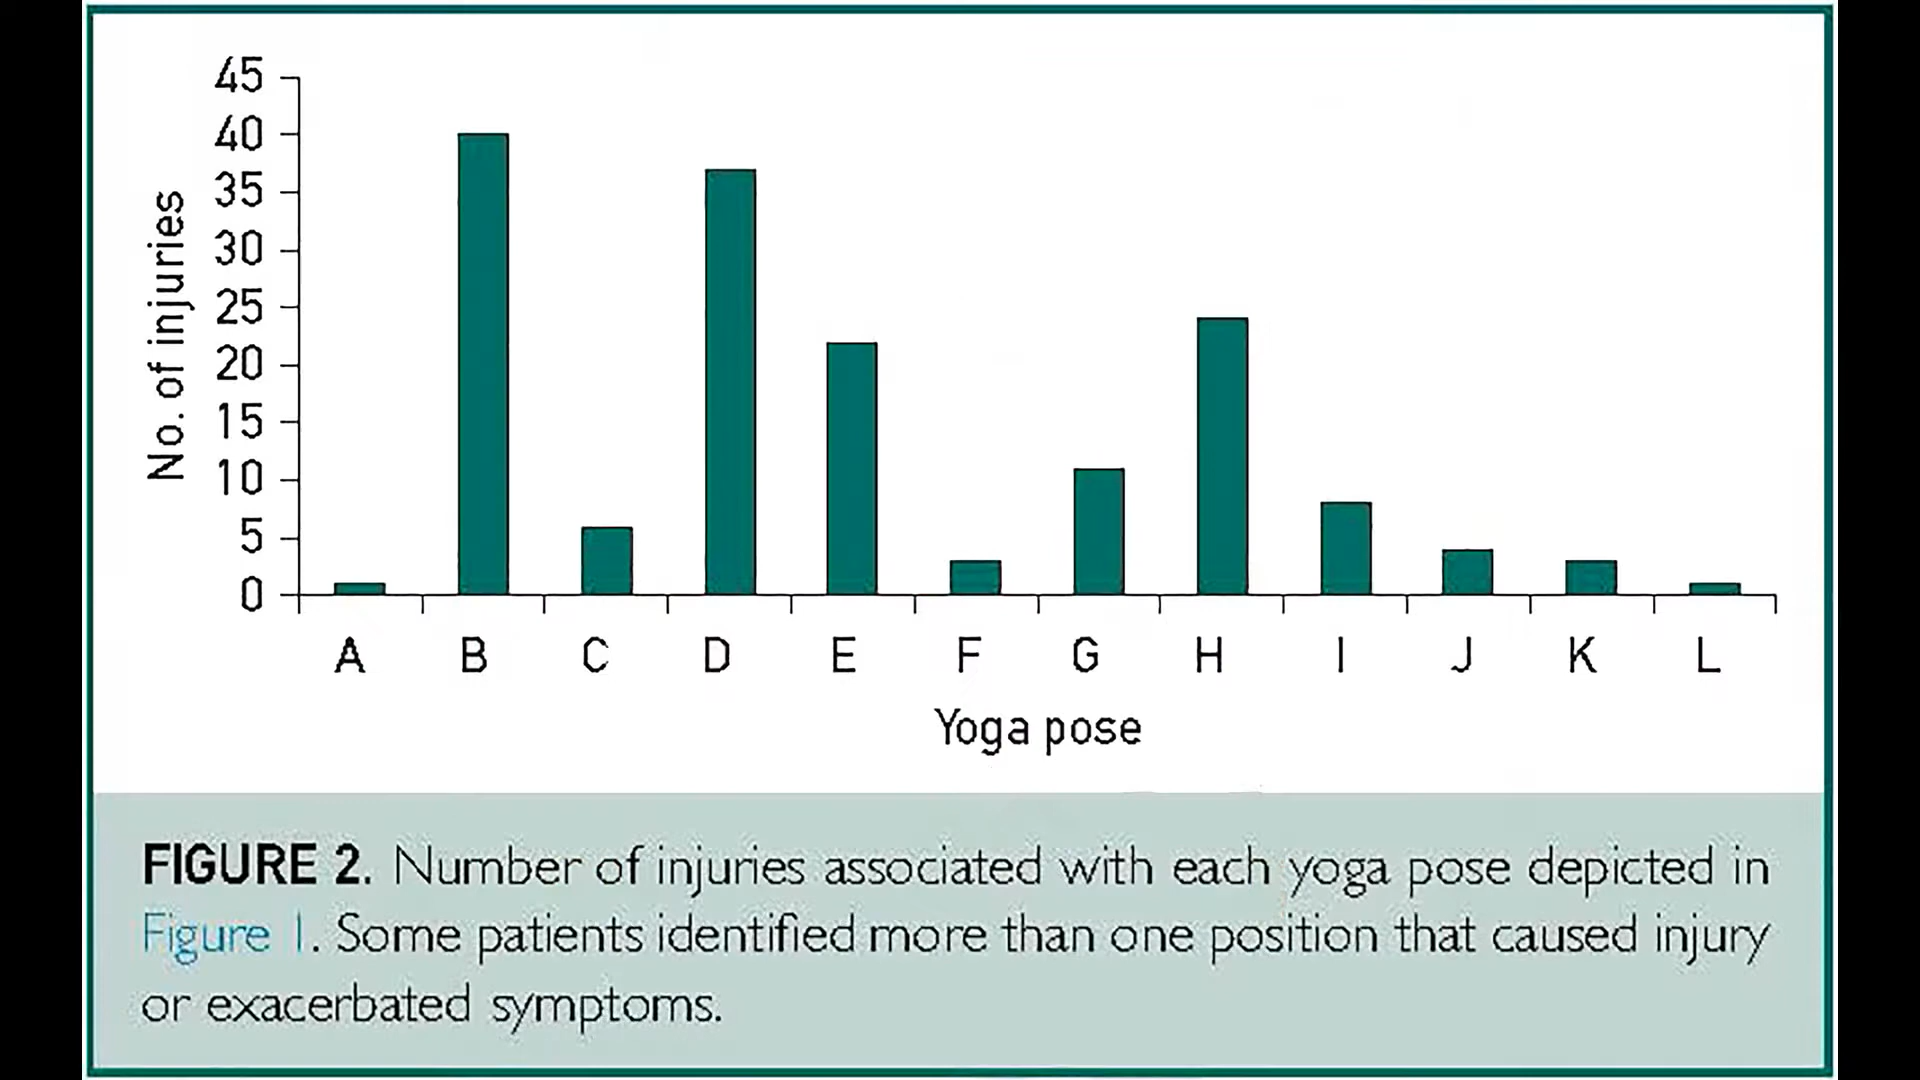 45
40
35
30
25
20
15
10
5
0
No. of injuries
A B C D E F G H I J K L
Yoga pose
FIGURE 2. Number of injuries associated with each yoga pose depicted in
Figure 1. Some patients identified more than one position that caused injury
or exacerbated symptoms.